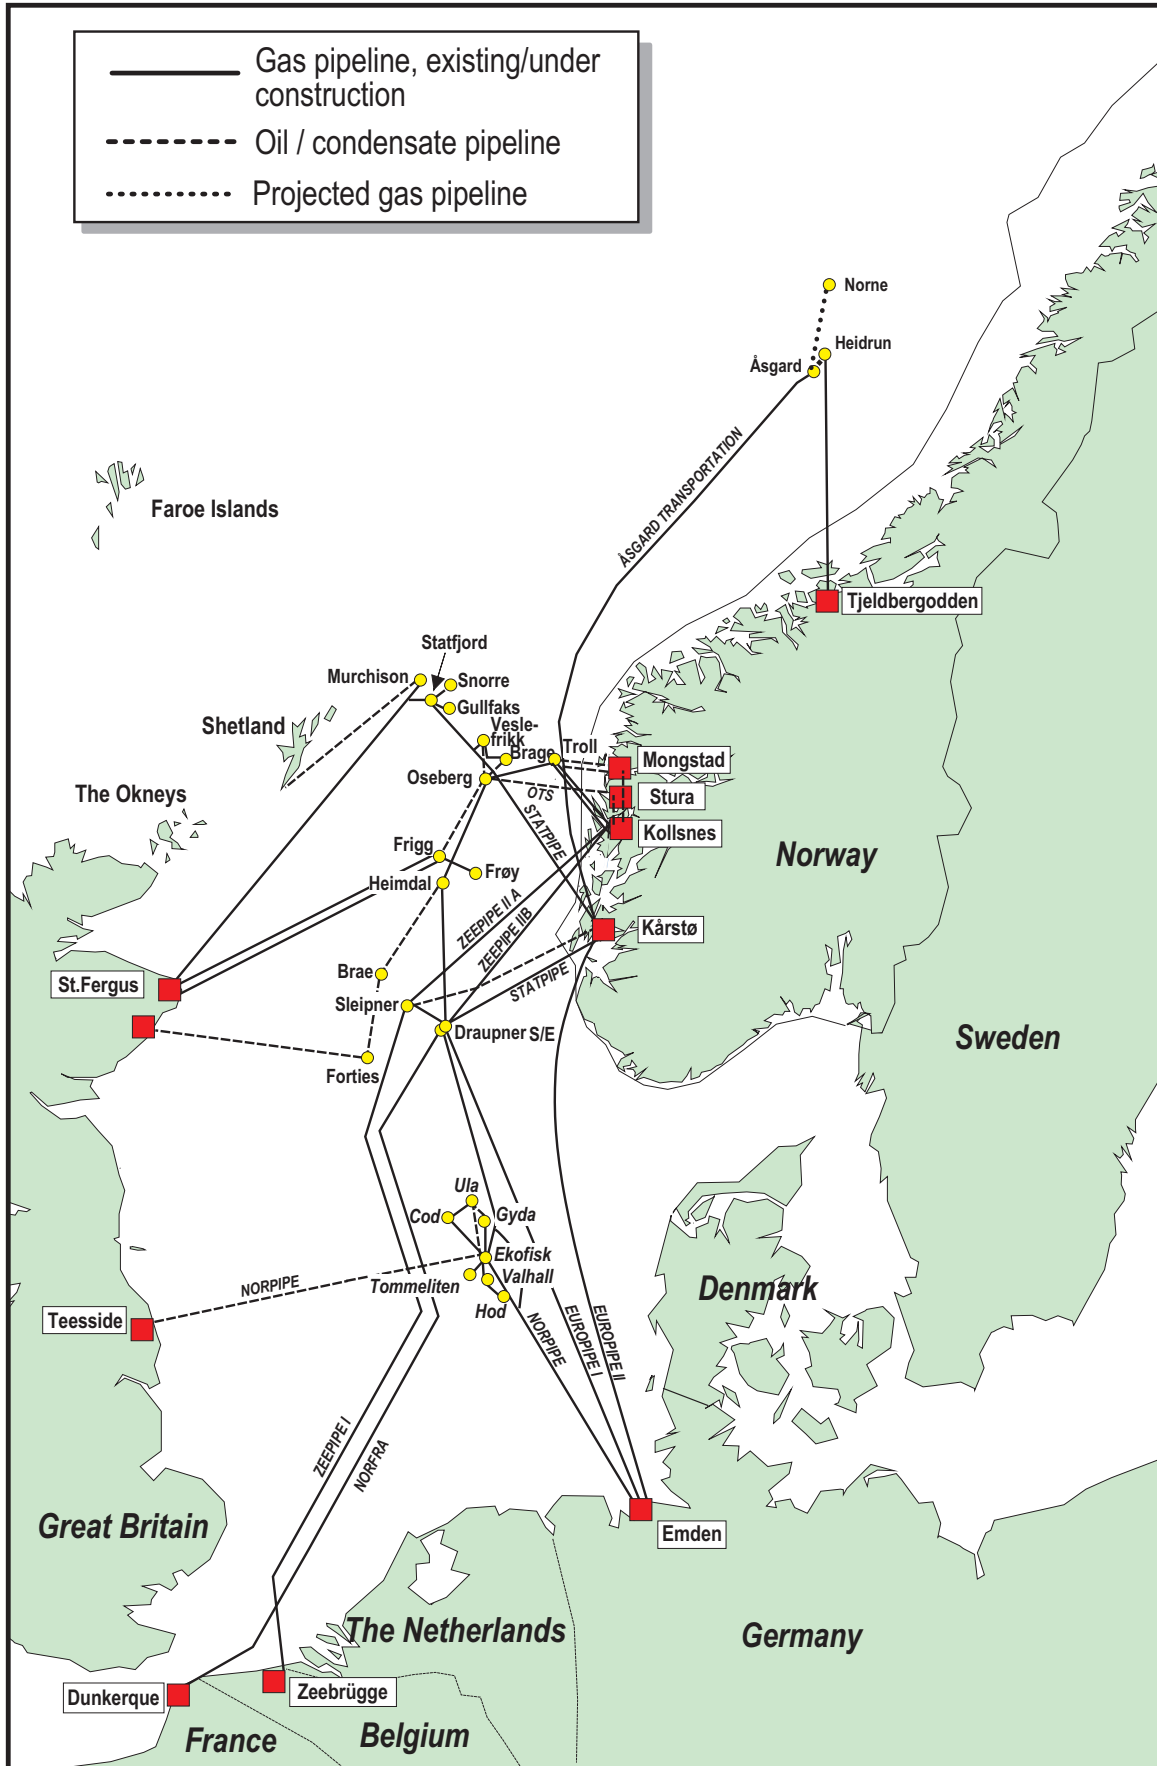 Gas pipeline, existing/under
construction
Oil / condensate pipeline
Projected gas pipeline
Norne
Heidrun
Åsgard
ÅSGARD TRANSPORTATION
Faroe Islands
Tjeldbergodden
Statfjord
Murchison
Snorre
Gullfaks
Shetland
Vesle-
frikk
Brage
Troll
Mongstad
Oseberg
OTS
Stura
The Okneys
STATPIPE
Kollsnes
Frigg
Frøy
Norway
Heimdal
ZEEPIPE II A
ZEEPIPE IIB
Kårstø
Brae
STATPIPE
St.Fergus
Sleipner
Draupner S/E
Sweden
Forties
Ula
Cod
Gyda
Ekofisk
NORPIPE
Tommeliten
Valhall
Denmark
Hod
Teesside
NORPIPE
EUROPIPE I
EUROPIPE II
ZEEPIPE I
NORFRA
Great Britain
Emden
The Netherlands
Germany
Dunkerque
Zeebrügge
France
Belgium